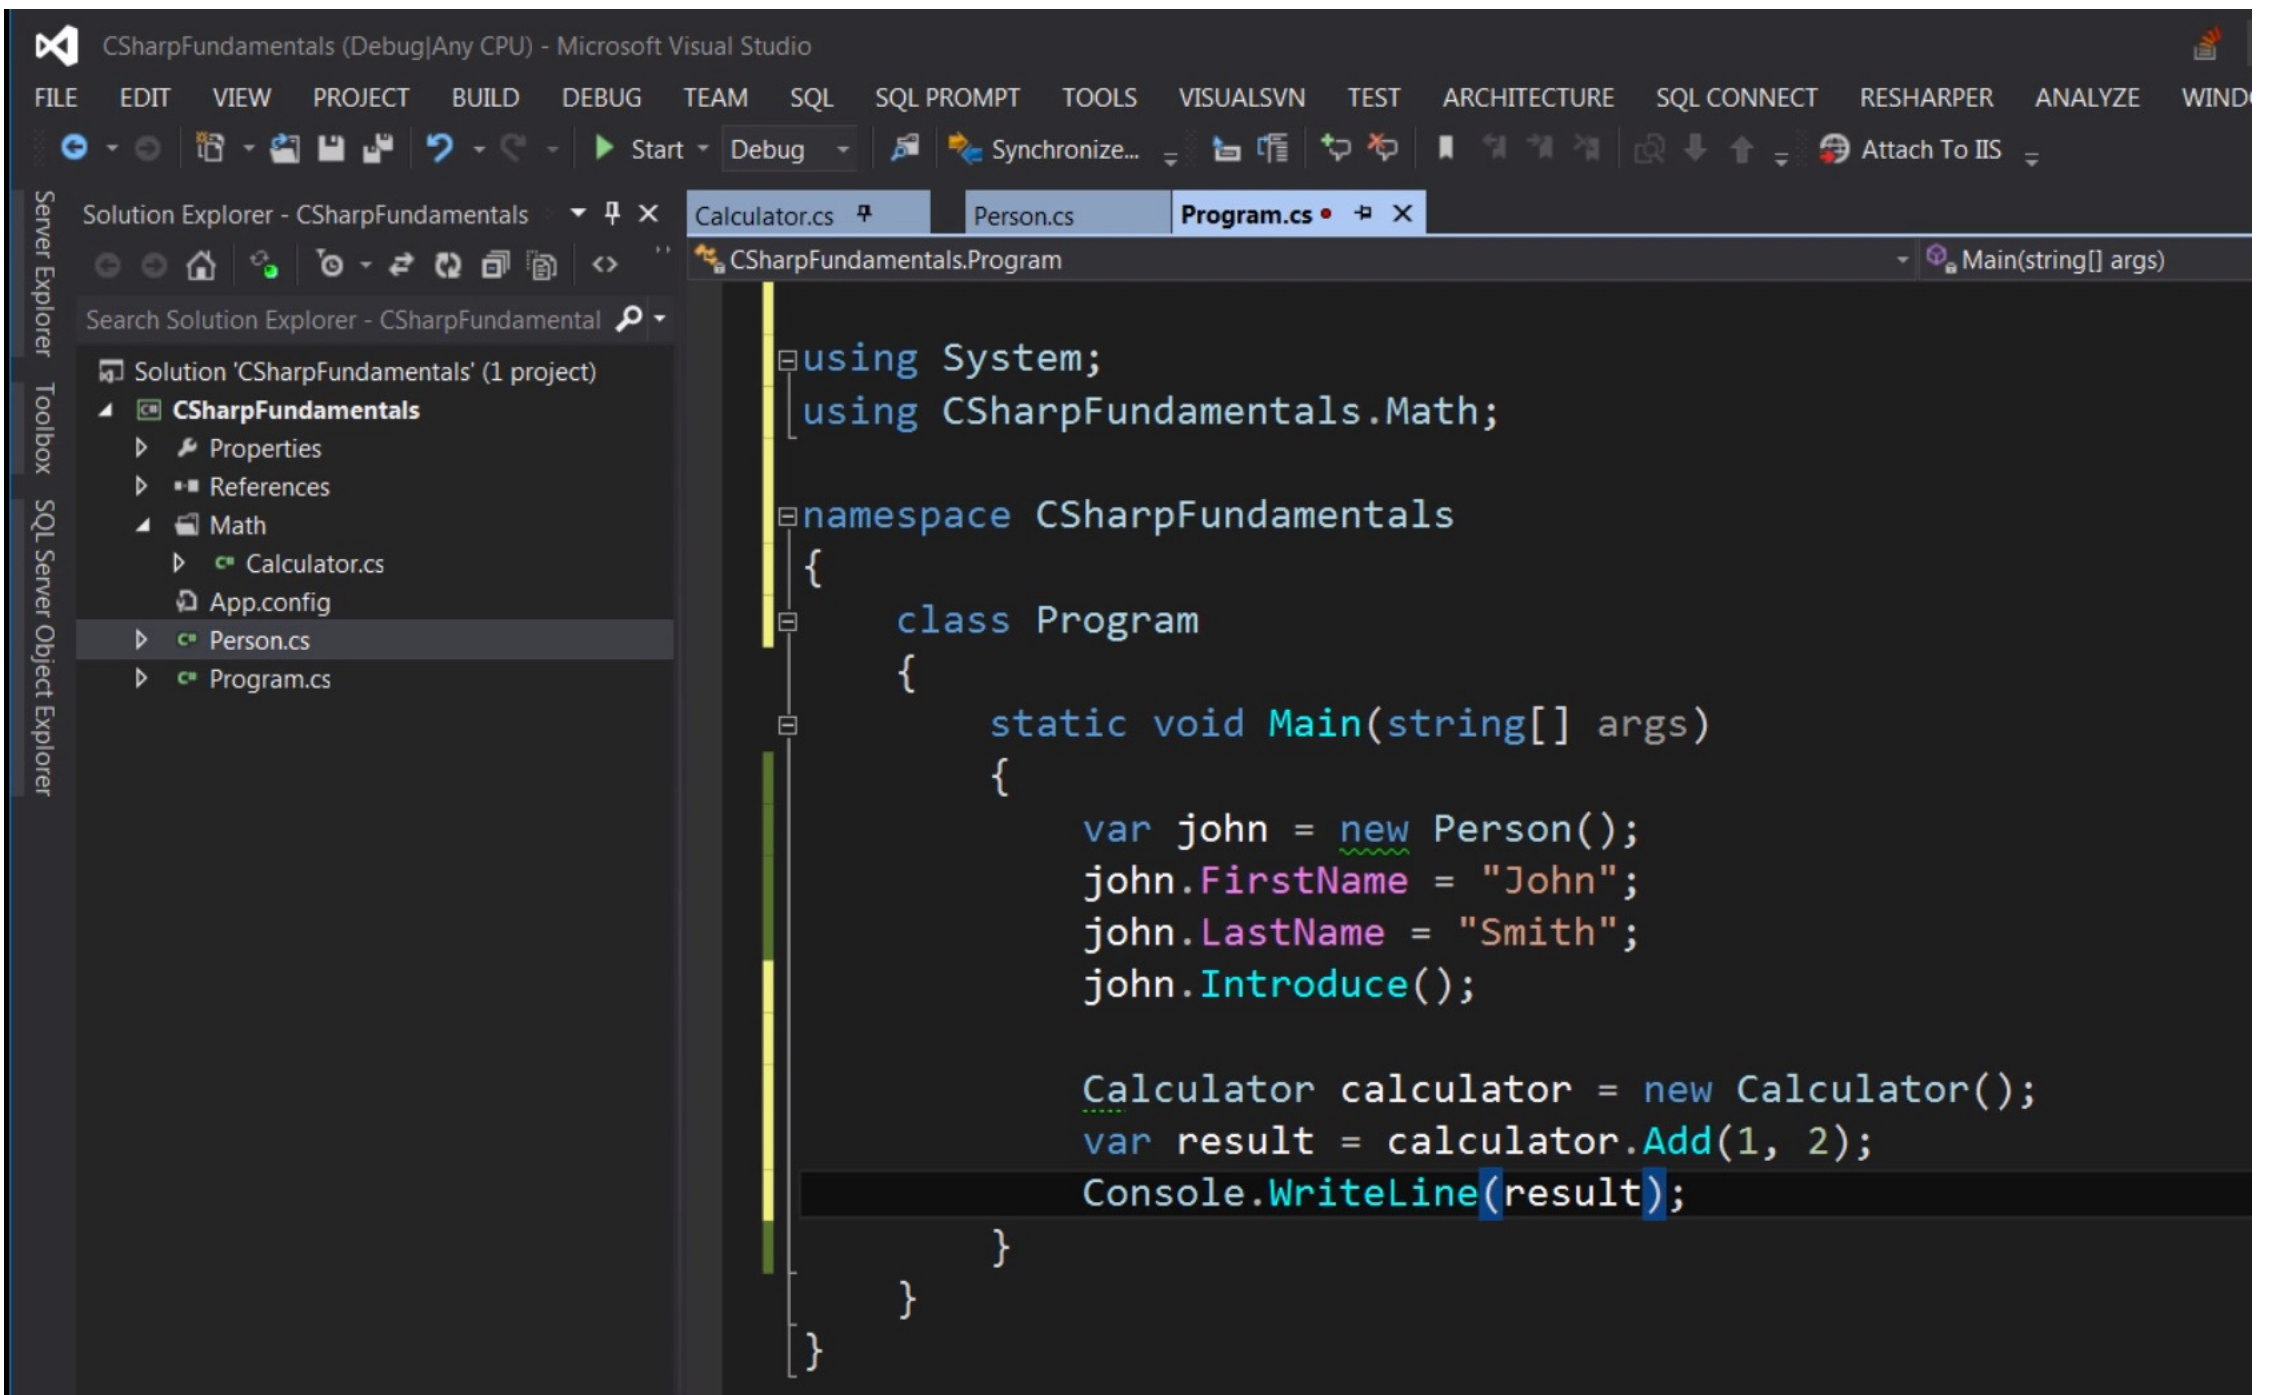 CSharpFundamentals (Debug|Any CPU) - Microsoft Visual Studio
FILE EDIT VIEW PROJECT BUILD DEBUG TEAM SQL SQL PROMPT TOOLS VISUALSVN TEST ARCHITECTURE SQL CONNECT RESHARPER ANALYZE WIND
Start Debug Synchronize... Attach To IIS
Server Explorer
Toolbox
SQL Server Object Explorer
Solution Explorer - CSharpFundamentals
Search Solution Explorer - CSharpFundamental
Solution 'CSharpFundamentals' (1 project)
CSharpFundamentals
Properties
References
Math
Calculator.cs
App.config
Person.cs
Program.cs
Calculator.cs Person.cs Program.cs
CSharpFundamentals.Program Main(string[] args)
using System;
using CSharpFundamentals.Math;
namespace CSharpFundamentals
{
class Program
{
static void Main(string[] args)
{
var john = new Person();
john.FirstName = "John";
john.LastName = "Smith";
john.Introduce();
Calculator calculator = new Calculator();
var result = calculator.Add(1, 2);
Console.WriteLine(result);
}
}
}